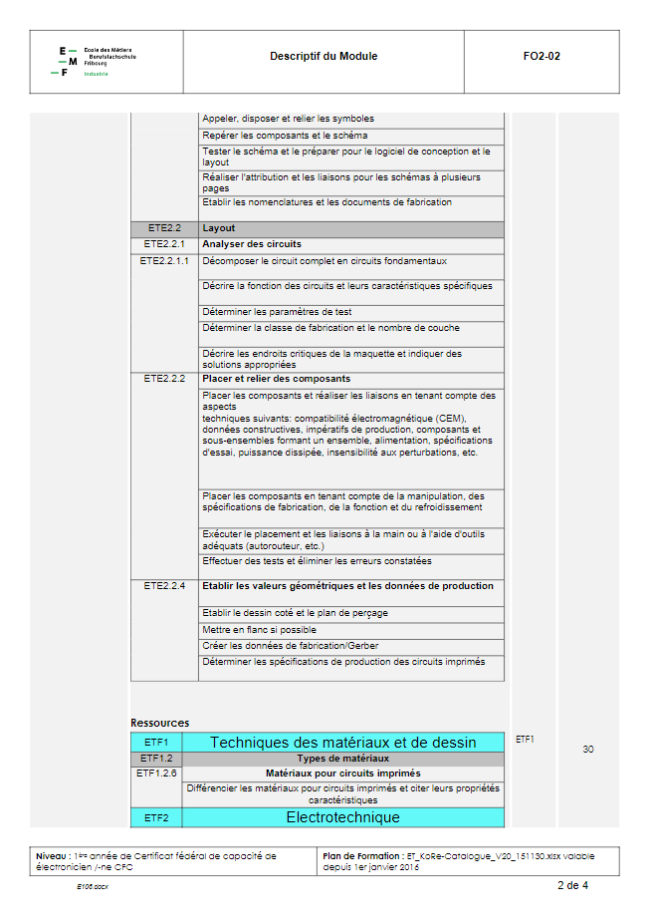 E — Ecole des Métiers
— M Berufsfachschule
Fribourg
— F Industrie
Descriptif du Module
FO2-02
Appeler, disposer et relier les symboles
Repérer les composants et le schéma
Tester le schéma et le préparer pour le logiciel de conception et le
layout
Réaliser l'attribution et les liaisons pour les schémas à plusieurs
pages
Etablir les nomenclatures et les documents de fabrication
ETE2.2 Layout
ETE2.2.1 Analyser des circuits
ETE2.2.1.1 Décomposer le circuit complet en circuits fondamentaux
Décrire la fonction des circuits et leurs caractéristiques spécifiques
Déterminer les paramètres de test
Déterminer la classe de fabrication et le nombre de couche
Décrire les endroits critiques de la maquette et indiquer des
solutions appropriées
ETE2.2.2 Placer et relier des composants
Placer les composants et réaliser les liaisons en tenant compte des
aspects
techniques suivants: compatibilité électromagnétique (CEM),
données constructives, impératifs de production, composants et
sous-ensembles formant un ensemble, alimentation, spécifications
d'essai, puissance dissipée, insensibilité aux perturbations, etc.
Placer les composants en tenant compte de la manipulation, des
spécifications de fabrication, de la fonction et du refroidissement
Exécuter le placement et les liaisons à la main ou à l'aide d'outils
adéquats (autorouteur, etc.)
Effectuer des tests et éliminer les erreurs constatées
ETE2.2.4 Etablir les valeurs géométriques et les données de production
Etablir le dessin coté et le plan de perçage
Mettre en flanc si possible
Créer les données de fabrication/Gerber
Déterminer les spécifications de production des circuits imprimés
Ressources
ETF1 Techniques des matériaux et de dessin ETF1 30
ETF1.2 Types de matériaux
ETF1.2.6 Matériaux pour circuits imprimés
Différencier les matériaux pour circuits imprimés et citer leurs propriétés
caractéristiques
ETF2 Electrotechnique
Niveau : 1ère année de Certificat fédéral de capacité de
électronicien /-ne CFC
Plan de Formation : ET_KoRe-Catalogue_V20_151130.xlsx valable
depuis 1er janvier 2016
E108.docx 2 de 4